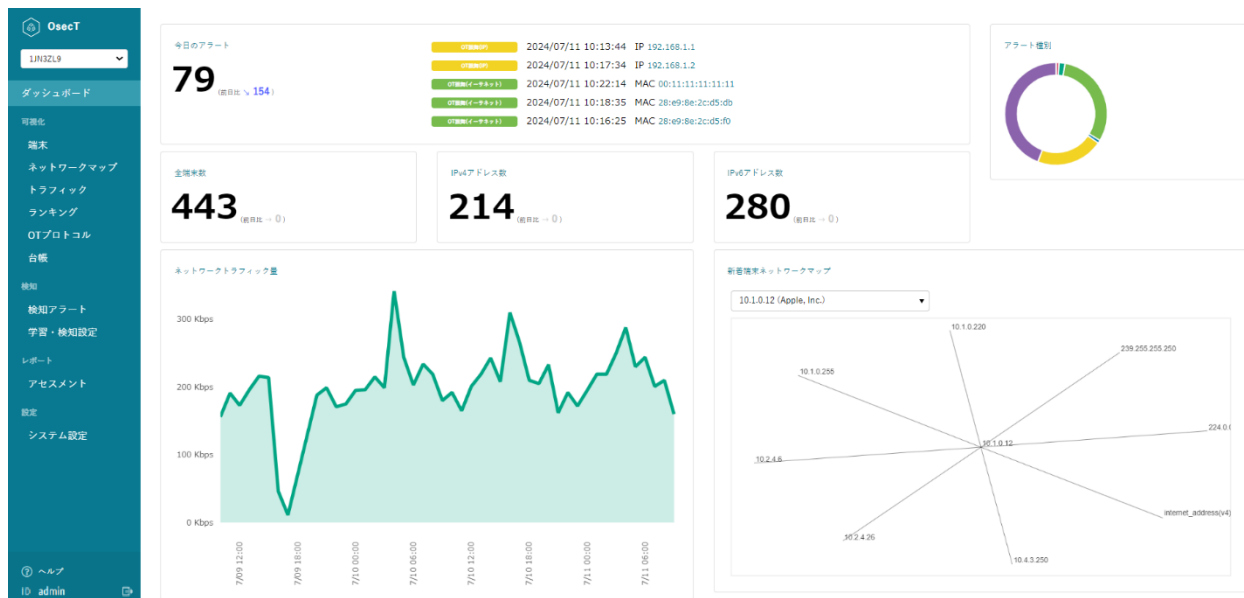 OsecT
1JN3ZL9
ダッシュボード
可視化
端末
ネットワークマップ
トラフィック
ランキング
OTプロトコル
台帳
検知
検知アラート
学習・検知設定
レポート
アセスメント
設定
システム設定
ヘルプ
ID admin
今日のアラート
79 (前日比 ↘ 154)
2024/07/11 10:13:44 IP 192.168.1.1
2024/07/11 10:17:34 IP 192.168.1.2
2024/07/11 10:22:14 MAC 00:11:11:11:11:11
2024/07/11 10:18:35 MAC 28:e9:8e:2c:d5:db
2024/07/11 10:16:25 MAC 28:e9:8e:2c:d5:f0
アラート種別
全端末数
443 (前日比 → 0)
IPv4アドレス数
214 (前日比 → 0)
IPv6アドレス数
280 (前日比 → 0)
ネットワークトラフィック量
300 Kbps
200 Kbps
100 Kbps
0 Kbps
7/09 12:00
7/09 18:00
7/10 00:00
7/10 06:00
7/10 12:00
7/10 18:00
7/11 00:00
7/11 06:00
新着端末ネットワークマップ
10.1.0.12 (Apple, Inc.)
10.1.0.220
239.255.255.250
10.1.0.255
224.0.0
10.1.0.12
10.2.4.6
internet_address(v4)
10.2.4.26
10.4.3.250